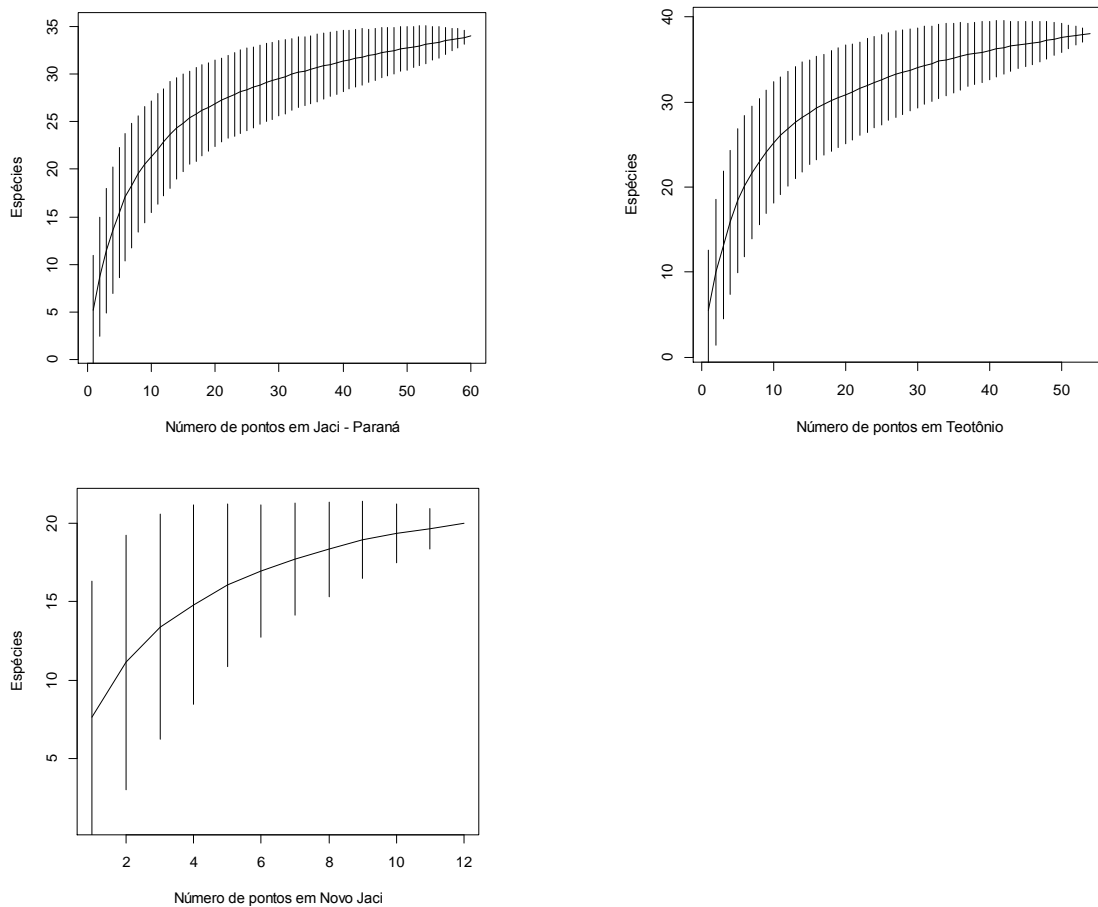 Espécies
35
30
25
20
15
10
5
0
0 10 20 30 40 50 60
Número de pontos em Jaci - Paraná
Espécies
40
30
20
10
0
0 10 20 30 40 50
Número de pontos em Teotônio
Espécies
20
15
10
5
2 4 6 8 10 12
Número de pontos em Novo Jaci